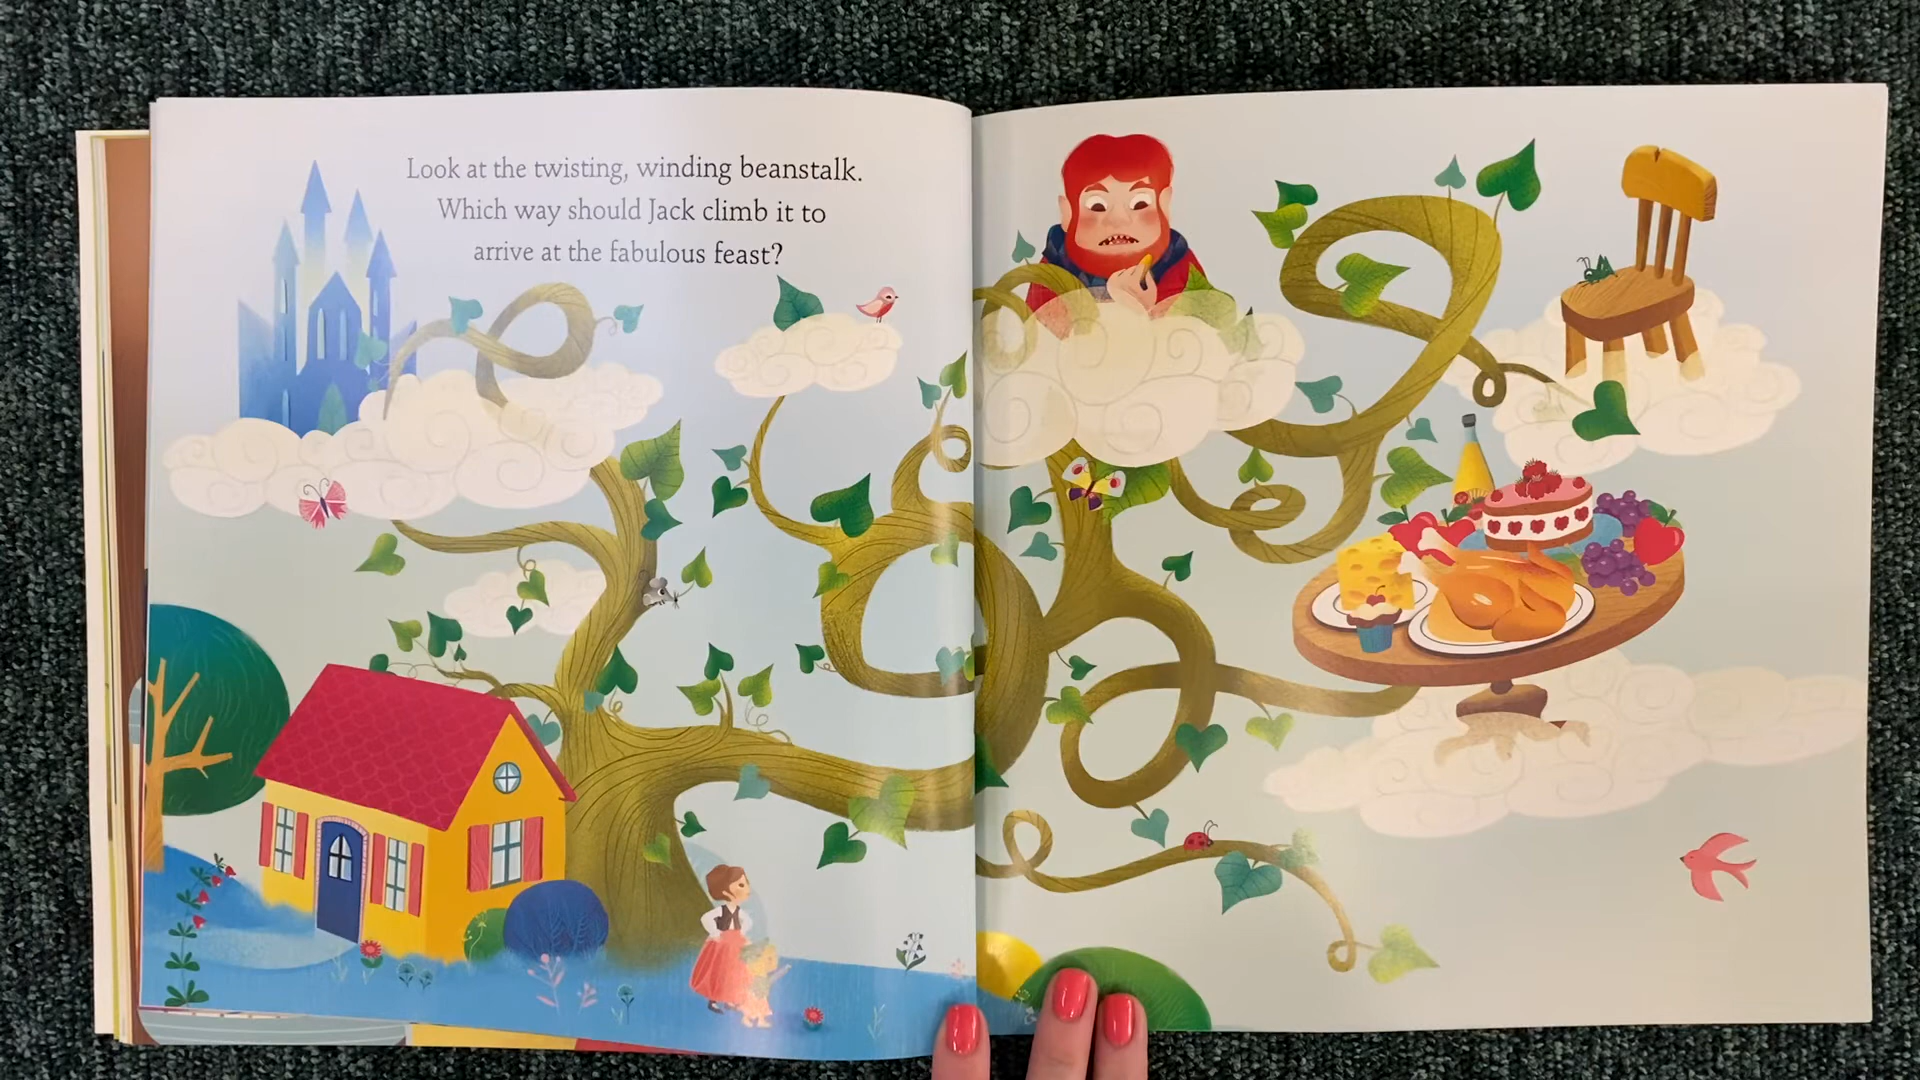 Look at the twisting, winding beanstalk.
Which way should Jack climb it to
arrive at the fabulous feast?